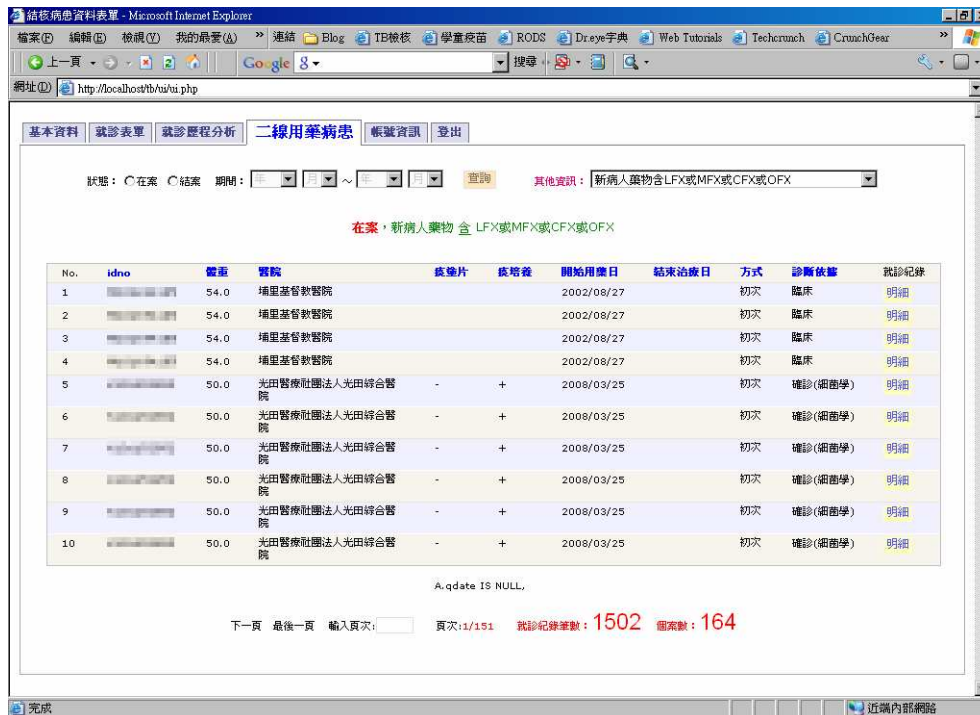 結核病患資料表單 - Microsoft Internet Explorer
檔案(F) 編輯(E) 檢視(V) 我的最愛(A) » 連結 Blog TB檢核 學童疫苗 RODS Dr.eye字典 Web Tutorials Techcrunch CrunchGear »
上一頁 Google 搜尋
網址(D) http://localhost/tb/ui/ui.php
基本資料 就診表單 就診歷程分析 二線用藥病患 帳號資訊 登出
狀態： 在案 結案 期間： 年 月 ~ 年 月 查詢 其他資訊： 新病人藥物含LFX或MFX或CFX或OFX
在案，新病人藥物 含 LFX或MFX或CFX或OFX
No. idno 體重 醫院 痰塗片 痰培養 開始用藥日 結束治療日 方式 診斷依據 就診紀錄
1 54.0 埔里基督教醫院 2002/08/27 初次 臨床 明細
2 54.0 埔里基督教醫院 2002/08/27 初次 臨床 明細
3 54.0 埔里基督教醫院 2002/08/27 初次 臨床 明細
4 54.0 埔里基督教醫院 2002/08/27 初次 臨床 明細
5 50.0 光田醫療社團法人光田綜合醫 - + 2008/03/25 初次 確診(細菌學) 明細
院
6 50.0 光田醫療社團法人光田綜合醫 - + 2008/03/25 初次 確診(細菌學) 明細
院
7 50.0 光田醫療社團法人光田綜合醫 - + 2008/03/25 初次 確診(細菌學) 明細
院
8 50.0 光田醫療社團法人光田綜合醫 - + 2008/03/25 初次 確診(細菌學) 明細
院
9 50.0 光田醫療社團法人光田綜合醫 - + 2008/03/25 初次 確診(細菌學) 明細
院
10 50.0 光田醫療社團法人光田綜合醫 - + 2008/03/25 初次 確診(細菌學) 明細
院
A.qdate IS NULL,
下一頁 最後一頁 輸入頁次: 頁次:1/151 就診紀錄筆數：1502 個案數：164
完成 近端內部網路